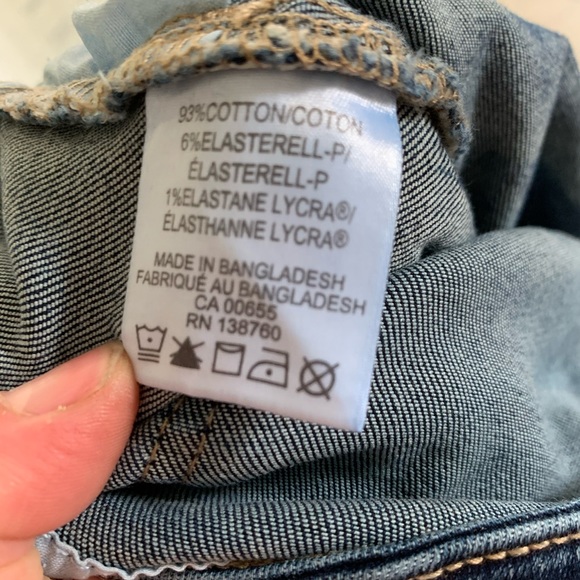 93%COTTON/COTON
6%ELASTERELL-P/
ÉLASTERELL-P
1%ELASTANE LYCRA®/
ÉLASTHANNE LYCRA®
MADE IN BANGLADESH
FABRIQUÉ AU BANGLADESH
CA 00655
RN 138760